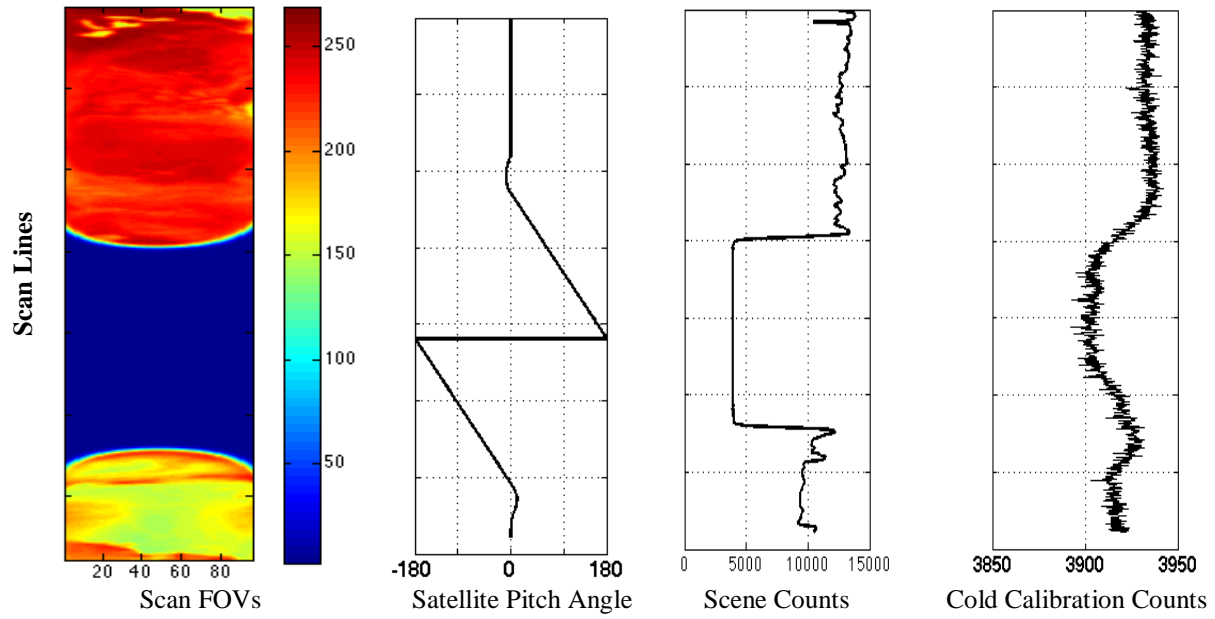 250
200
150
100
50
Scan Lines
20 40 60 80
-180 0 180
0 5000 10000 15000
3850 3900 3950
Scan FOVs
Satellite Pitch Angle
Scene Counts
Cold Calibration Counts